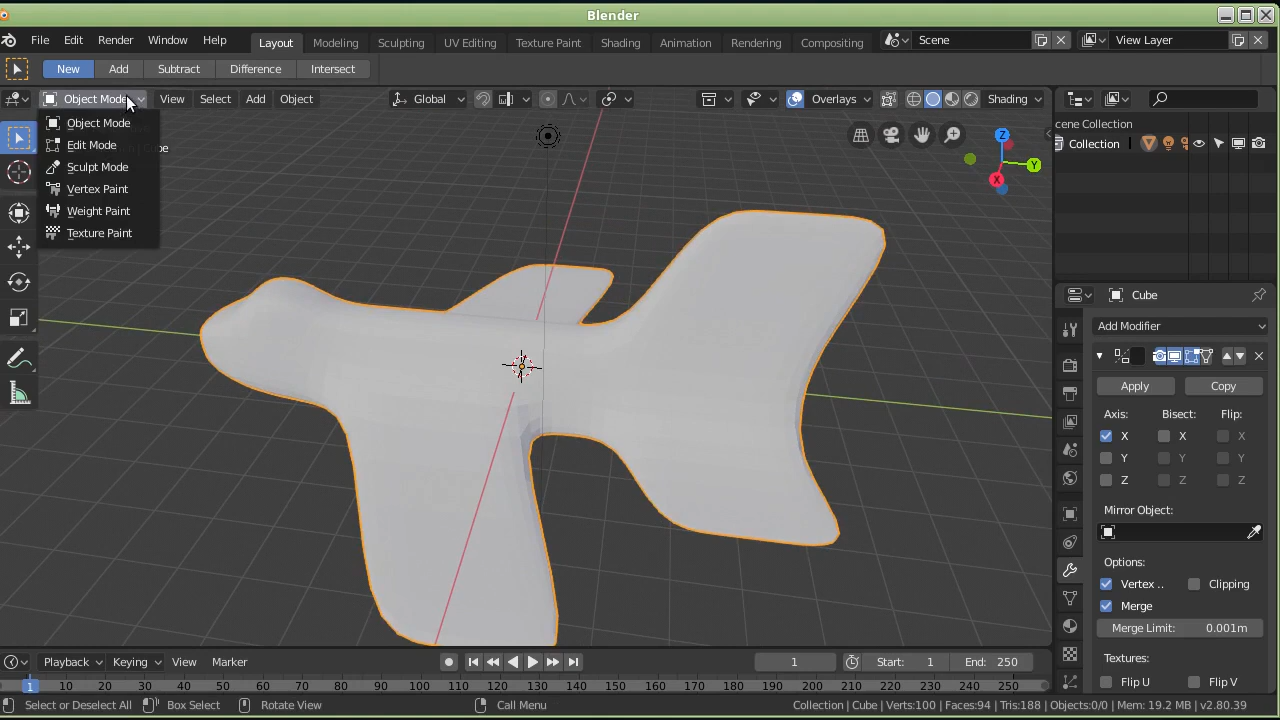 Blender
File Edit Render Window Help Layout Modeling Sculpting UV Editing Texture Paint Shading Animation Rendering Compositing Scene View Layer
New Add Subtract Difference Intersect
Object Mode View Select Add Object Global Overlays Shading
Object Mode
Edit Mode
Sculpt Mode
Vertex Paint
Weight Paint
Texture Paint
Cube
Z
Y
X
cene Collection
Collection
Cube
Add Modifier
Apply Copy
Axis: Bisect: Flip:
X X X
Y Y Y
Z Z Z
Mirror Object:
Options:
Vertex .. Clipping
Merge
Merge Limit: 0.001m
Textures:
Flip U Flip V
Playback Keying View Marker 1 Start: 1 End: 250
1 10 20 30 40 50 60 70 80 90 100 110 120 130 140 150 160 170 180 190 200 210 220 230 240 250
Select or Deselect All Box Select Rotate View Call Menu Collection | Cube | Verts:100 | Faces:94 | Tris:188 | Objects:0/0 | Mem: 19.2 MB | v2.80.39